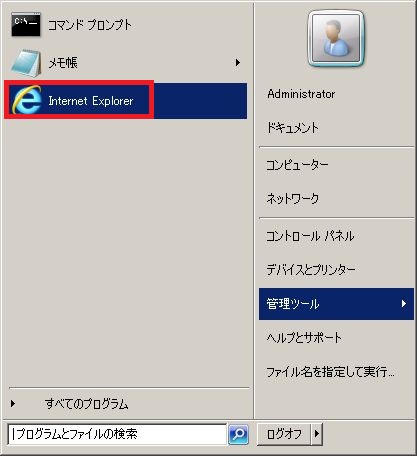 コマンド プロンプト
メモ帳
Internet Explorer
すべてのプログラム
プログラムとファイルの検索
Administrator
ドキュメント
コンピューター
ネットワーク
コントロール パネル
デバイスとプリンター
管理ツール
ヘルプとサポート
ファイル名を指定して実行...
ログオフ